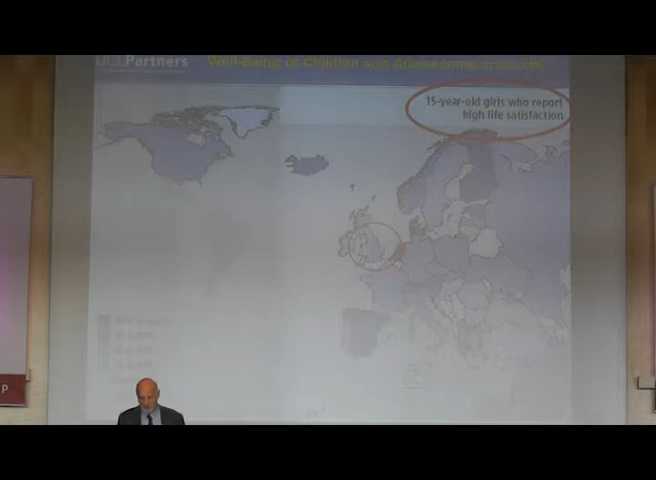 UCLPartners
Well-Being of Children and Adolescents in the UK
15-year-old girls who report
high life satisfaction
P